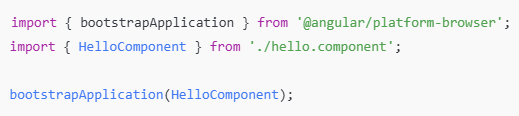 import { bootstrapApplication } from '@angular/platform-browser';
import { HelloComponent } from './hello.component';
bootstrapApplication(HelloComponent);